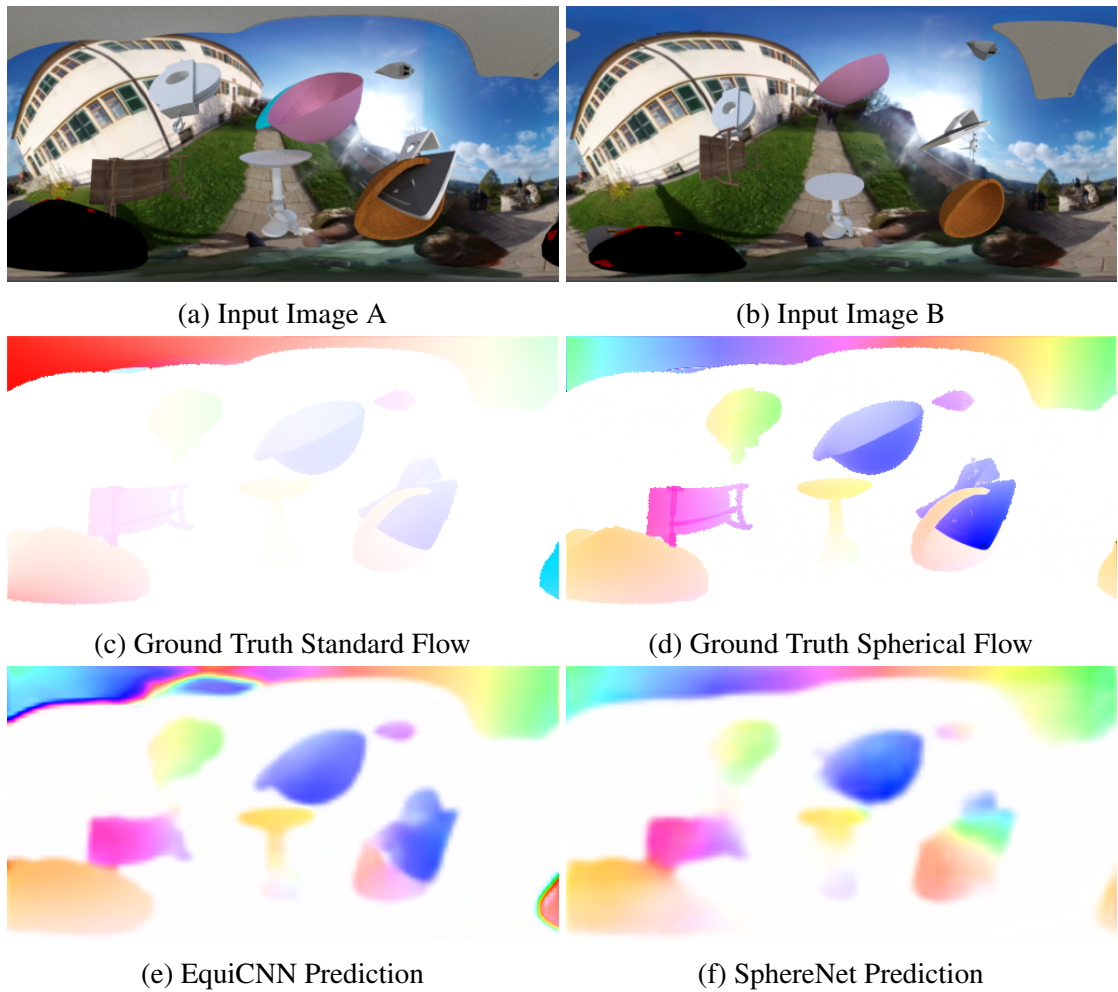 (a) Input Image A
(b) Input Image B
(c) Ground Truth Standard Flow
(d) Ground Truth Spherical Flow
(e) EquiCNN Prediction
(f) SphereNet Prediction